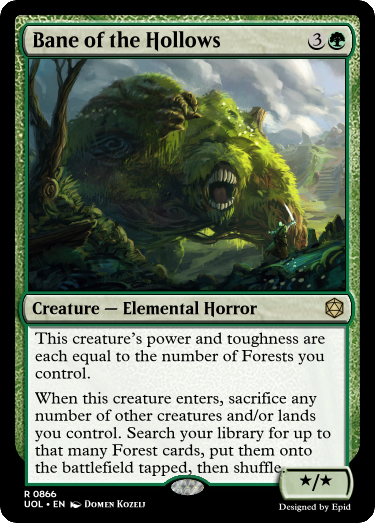 Bane of the Hollows 3
Creature — Elemental Horror
This creature's power and toughness are
each equal to the number of Forests you
control.
When this creature enters, sacrifice any
number of other creatures and/or lands
you control. Search your library for up to
that many Forest cards, put them onto
the battlefield tapped, then shuffle.
★/★
R 0866
UOL • EN Domen Kozelj
Designed by Epid